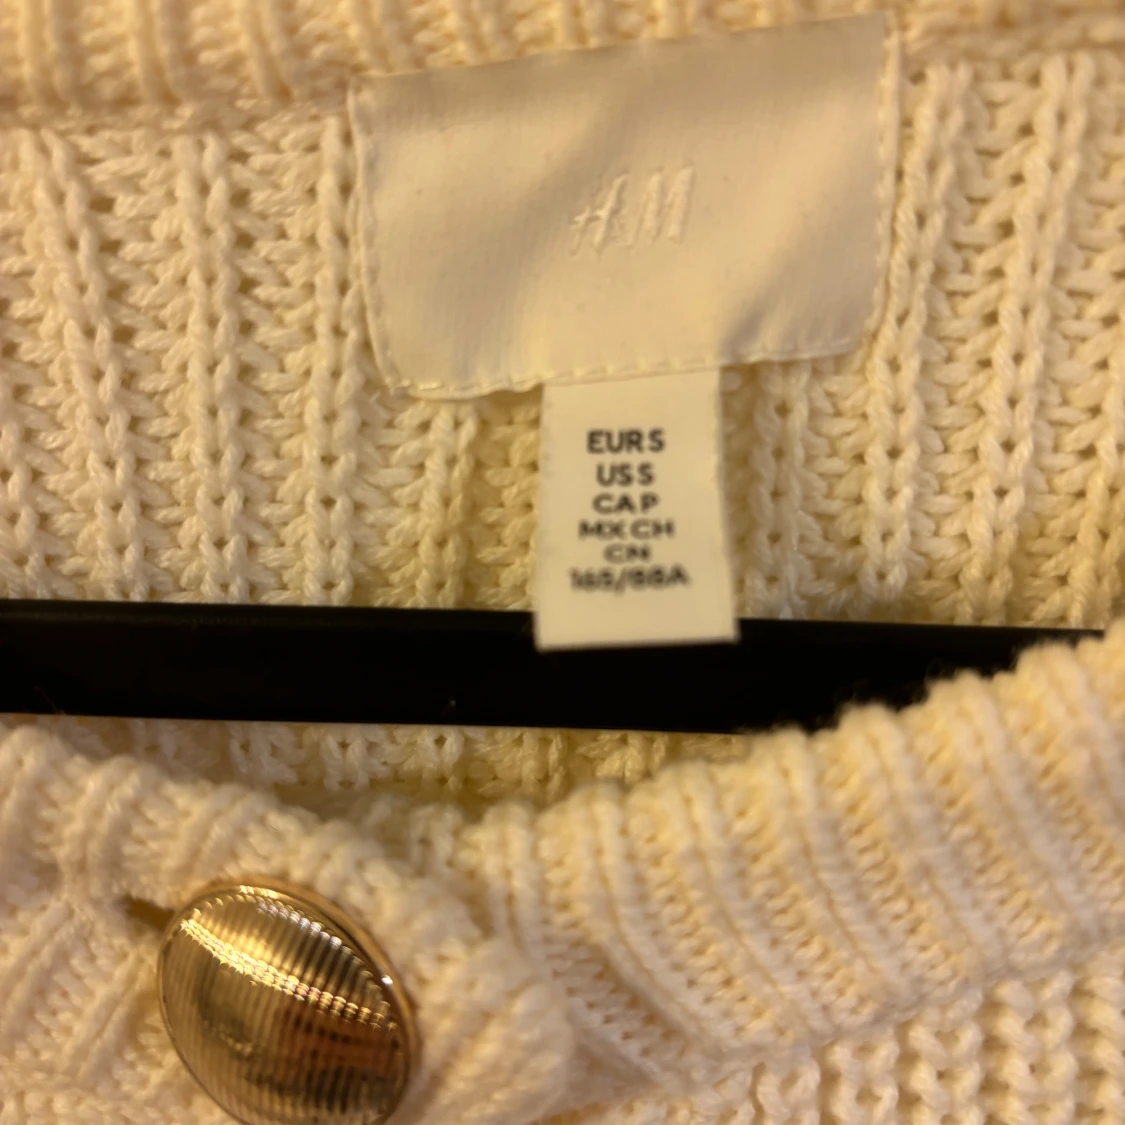 H&M
EUR S
US S
CA P
MX CH
CN
165/88A